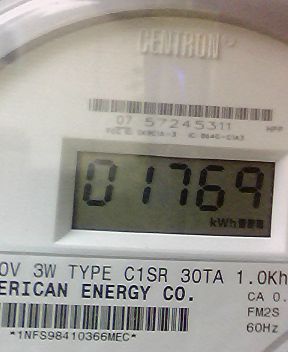 CENTRON
07 57245311
01769
kWh
0V 3W TYPE C1SR 30TA 1.0Kh
ERICAN ENERGY CO.
CA 0.
FM2S
60Hz
*1NFS98410366MEC*